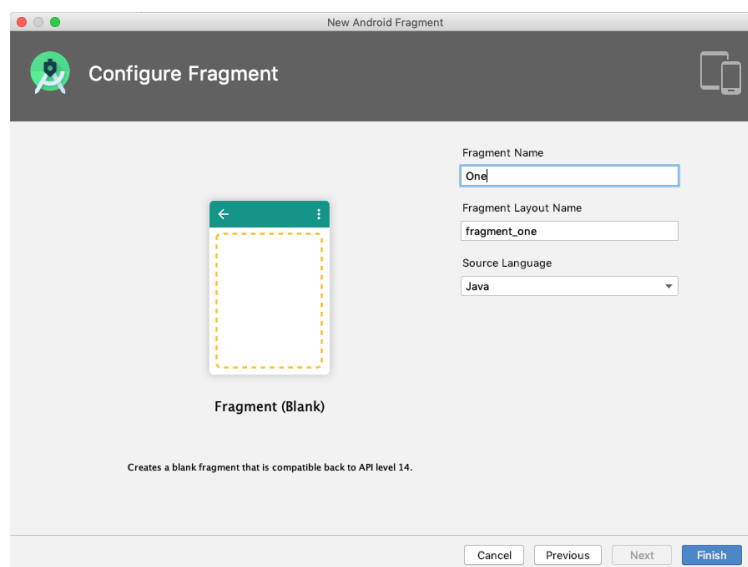 New Android Fragment
Configure Fragment
Fragment Name
One
Fragment Layout Name
fragment_one
Source Language
Java
Fragment (Blank)
Creates a blank fragment that is compatible back to API level 14.
Cancel Previous Next Finish